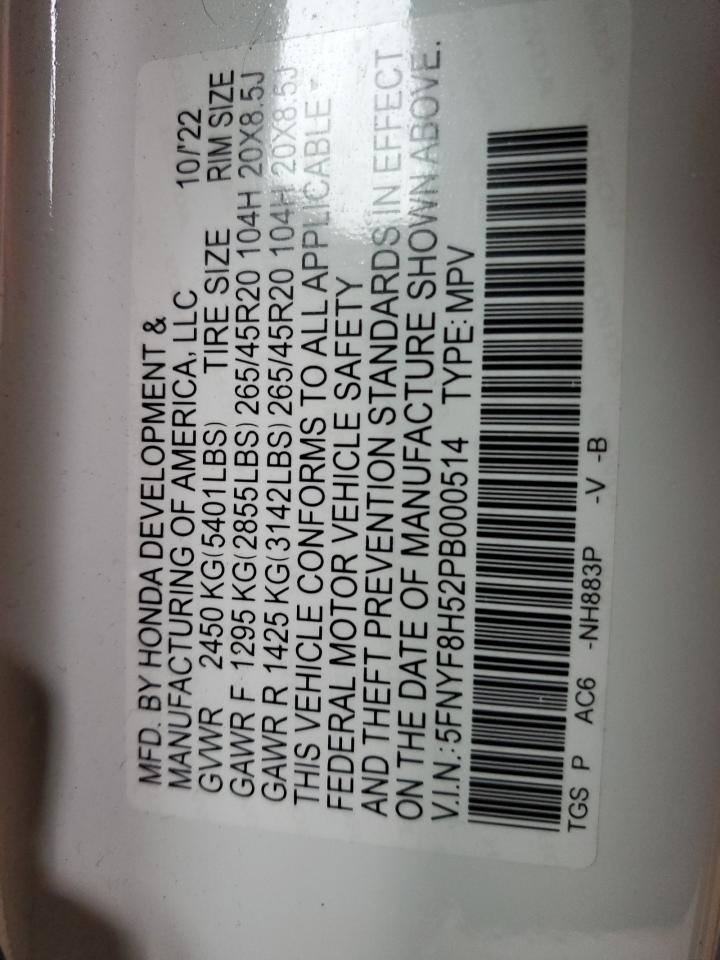 MFD. BY HONDA DEVELOPMENT &
MANUFACTURING OF AMERICA, LLC 10/'22
GVWR 2450 KG(5401LBS) TIRE SIZE RIM SIZE
GAWR F 1295 KG(2855LBS) 265/45R20 104H 20X8.5J
GAWR R 1425 KG(3142LBS) 265/45R20 104H 20X8.5J
THIS VEHICLE CONFORMS TO ALL APPLICABLE
FEDERAL MOTOR VEHICLE SAFETY
AND THEFT PREVENTION STANDARDS IN EFFECT
ON THE DATE OF MANUFACTURE SHOWN ABOVE.
V.I.N.: 5FNYF8H52PB000514 TYPE: MPV
TGS P AC6 -NH883P -V -B